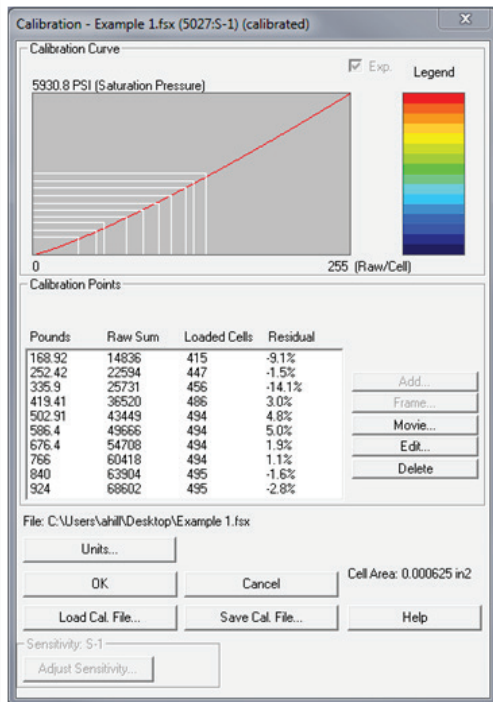 Calibration - Example 1.fsx (5027:S-1) (calibrated)
Calibration Curve
Exp.
Legend
5930.8 PSI (Saturation Pressure)
0
255 (Raw/Cell)
Calibration Points
Pounds Raw Sum Loaded Cells Residual
168.92 14836 415 -9.1%
252.42 22594 447 -1.5%
335.9 25731 456 -14.1%
419.41 36520 486 3.0%
502.91 43449 494 4.8%
586.4 49666 494 5.0%
676.4 54708 494 1.9%
766 60418 494 1.1%
840 63904 495 -1.6%
924 68602 495 -2.8%
Add...
Frame...
Movie...
Edit...
Delete
File: C:\Users\ahill\Desktop\Example 1.fsx
Units...
OK Cancel Cell Area: 0.000625 in2
Load Cal. File... Save Cal. File... Help
Sensitivity: S-1
Adjust Sensitivity...